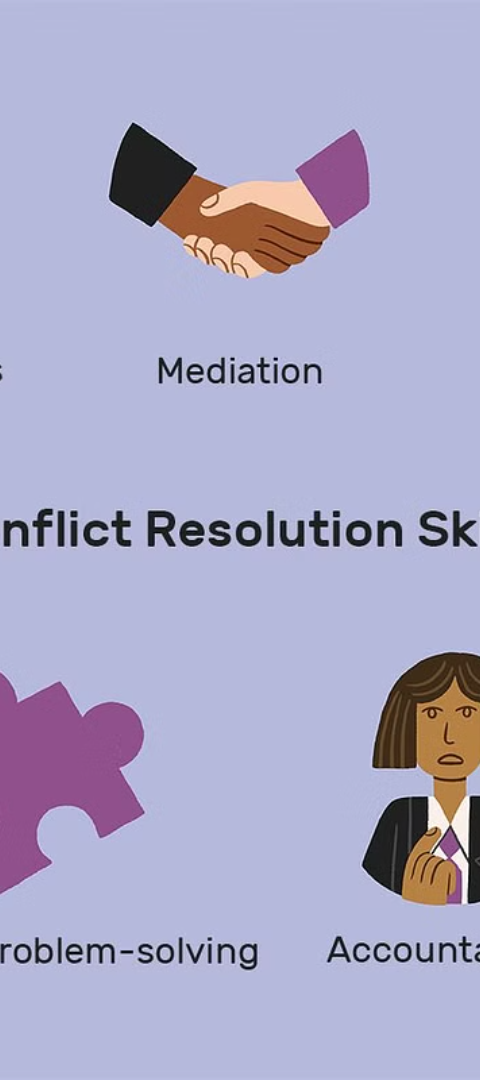 s Mediation
nflict Resolution Sk
roblem-solving Accounta